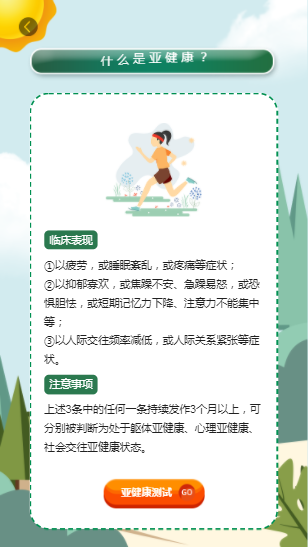 什么是亚健康？
临床表现
①以疲劳，或睡眠紊乱，或疼痛等症状；
②以抑郁寡欢，或焦躁不安、急躁易怒，或恐
惧胆怯，或短期记忆力下降、注意力不能集中
等；
③以人际交往频率减低，或人际关系紧张等症
状。
注意事项
上述3条中的任何一条持续发作3个月以上，可
分别被判断为处于躯体亚健康、心理亚健康、
社会交往亚健康状态。
亚健康测试 GO